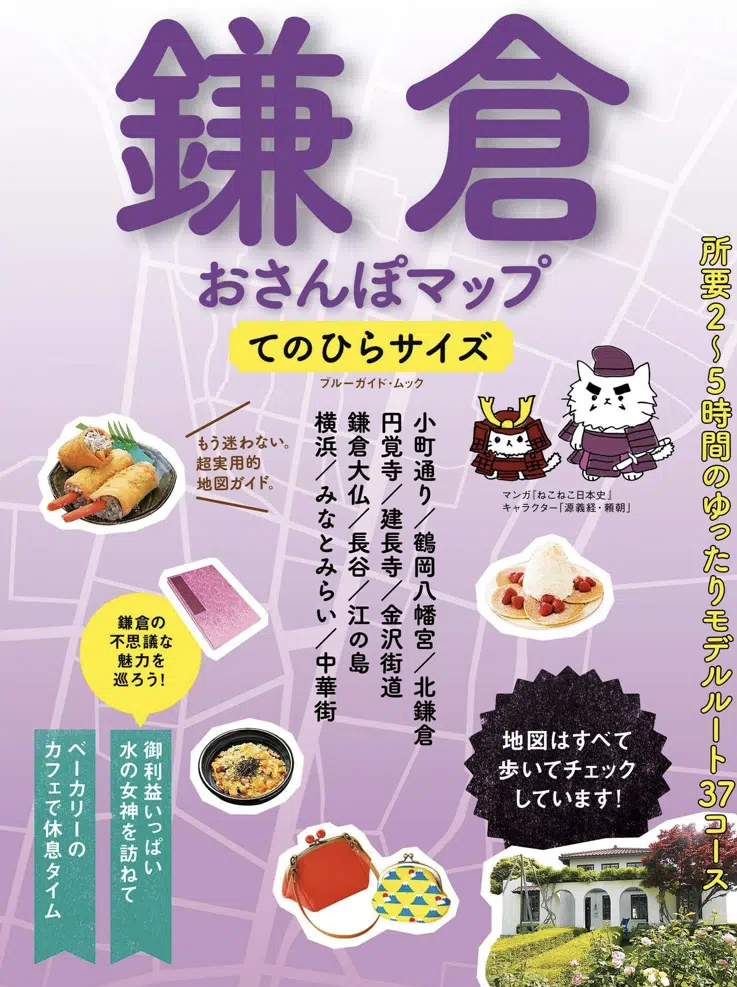 鎌倉
おさんぽマップ
てのひらサイズ
ブルーガイド・ムック
所要2〜5時間のゆったりモデルルート37コース
もう迷わない。
超実用的
地図ガイド。
小町通り/鶴岡八幡宮/北鎌倉
円覚寺/建長寺/金沢街道
鎌倉大仏/長谷/江の島
横浜/みなとみらい/中華街
マンガ『ねこねこ日本史』
キャラクター「源義経・頼朝」
鎌倉の
不思議な
魅力を
巡ろう!
地図はすべて
歩いてチェック
しています!
御利益いっぱい
水の女神を訪ねて
ベーカリーの
カフェで休息タイム